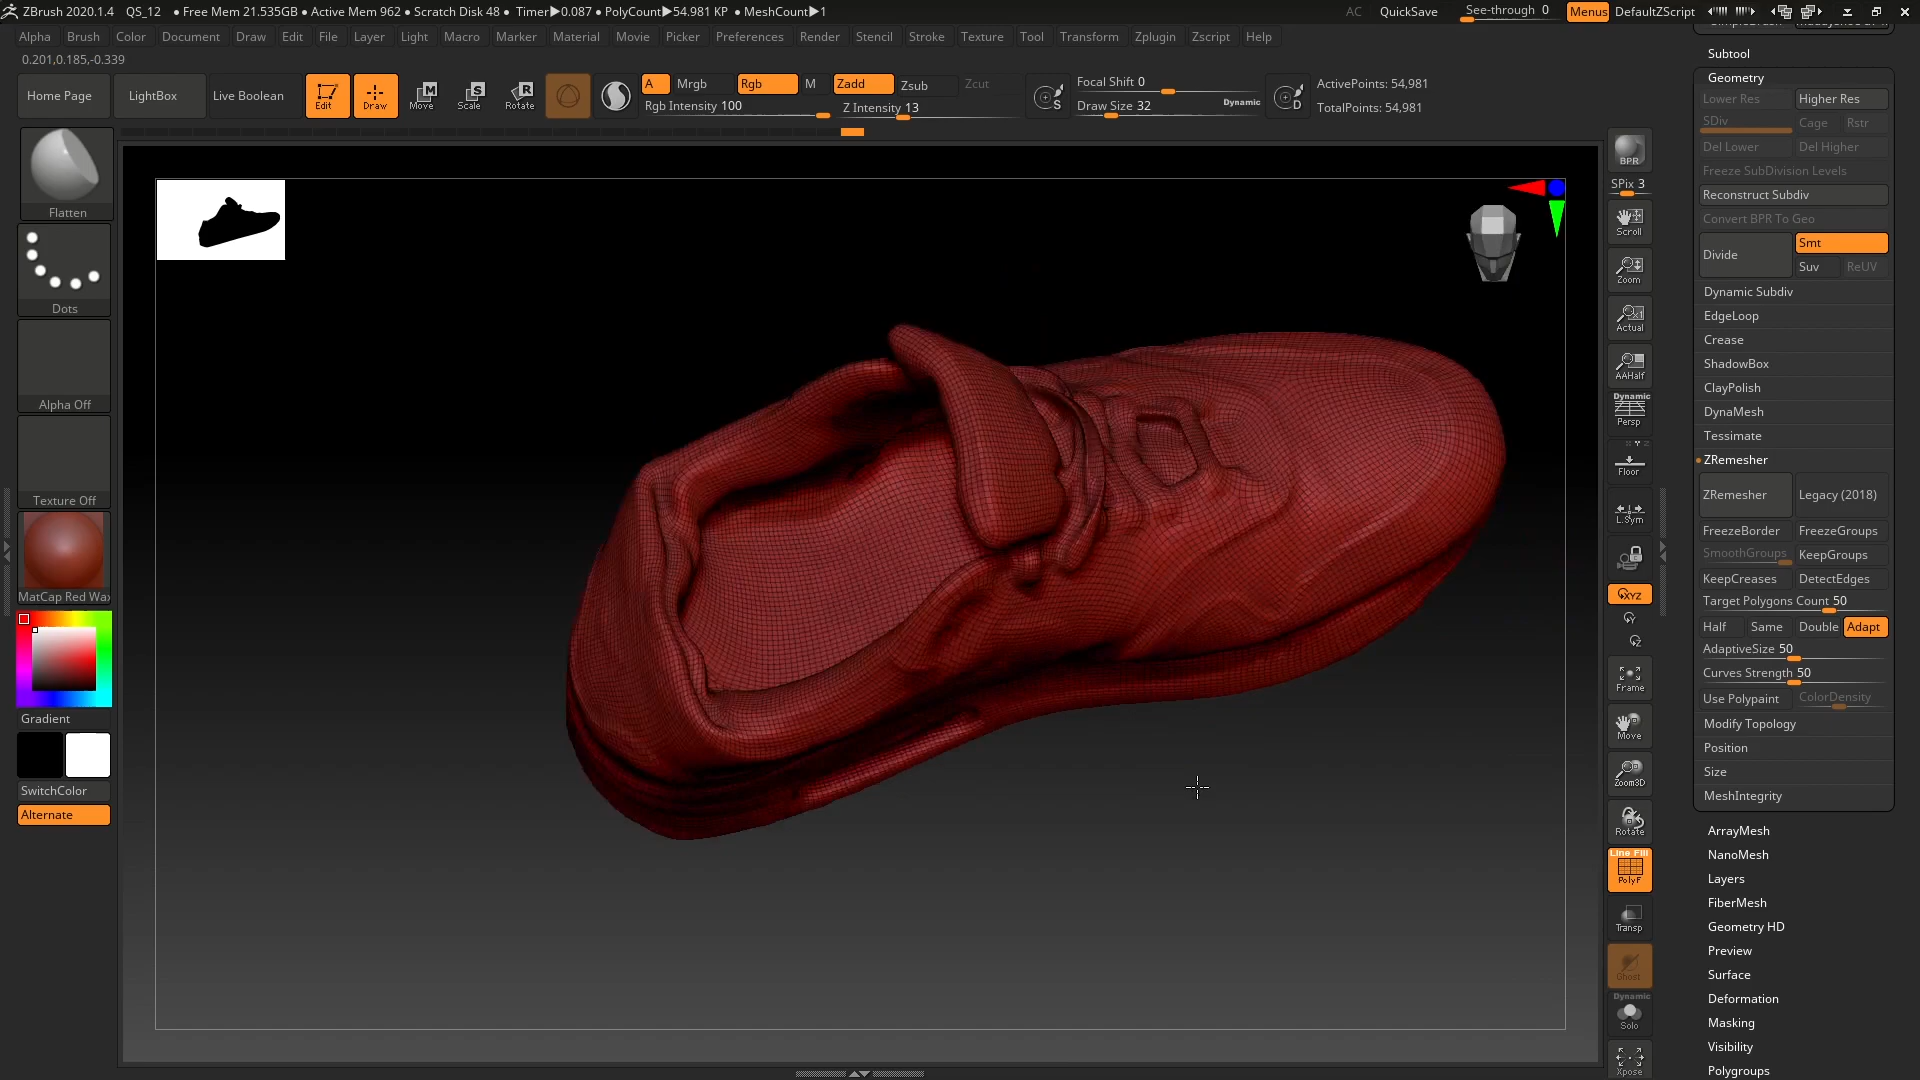 ZBrush 2020.1.4 QS_12 • Free Mem 21.535GB • Active Mem 962 • Scratch Disk 48 • Timer▶0.087 • PolyCount▶54.981 KP • MeshCount▶1 AC QuickSave See-through 0 Menus DefaultZScript
Alpha Brush Color Document Draw Edit File Layer Light Macro Marker Material Movie Picker Preferences Render Stencil Stroke Texture Tool Transform Zplugin Zscript Help
0.201,0.185,-0.339
Home Page LightBox Live Boolean Edit Draw Move Scale Rotate
A Mrgb Rgb M Zadd Zsub Zcut
Rgb Intensity 100 Z Intensity 13
S Focal Shift 0
Draw Size 32 Dynamic
D ActivePoints: 54,981
TotalPoints: 54,981
Flatten
Dots
Alpha Off
Texture Off
MatCap Red Wax
Gradient
SwitchColor
Alternate
BPR
SPix 3
Scroll
Zoom
Actual
AAHalf
Dynamic
Persp
Floor
L.Sym
XYZ
Y
Z
Frame
Move
Zoom3D
Rotate
Line Fill
PolyF
Transp
Ghost
Dynamic
Solo
Xpose
Subtool
Geometry
Lower Res Higher Res
SDiv Cage Rstr
Del Lower Del Higher
Freeze SubDivision Levels
Reconstruct Subdiv
Convert BPR To Geo
Divide Smt
Suv ReUV
Dynamic Subdiv
EdgeLoop
Crease
ShadowBox
ClayPolish
DynaMesh
Tessimate
ZRemesher
ZRemesher Legacy (2018)
FreezeBorder FreezeGroups
SmoothGroups KeepGroups
KeepCreases DetectEdges
Target Polygons Count 50
Half Same Double Adapt
AdaptiveSize 50
Curves Strength 50
Use Polypaint ColorDensity
Modify Topology
Position
Size
MeshIntegrity
ArrayMesh
NanoMesh
Layers
FiberMesh
Geometry HD
Preview
Surface
Deformation
Masking
Visibility
Polygroups